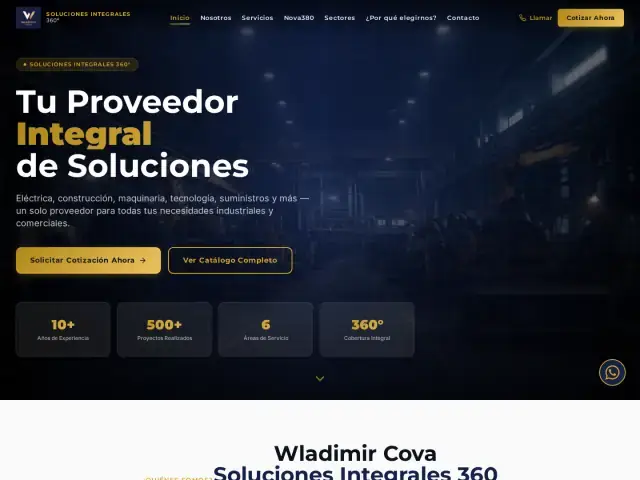 SOLUCIONES INTEGRALES
360°
Inicio
Nosotros
Servicios
Nova380
Sectores
¿Por qué elegirnos?
Contacto
Llamar
Cotizar Ahora
SOLUCIONES INTEGRALES 360°
Tu Proveedor
Integral
de Soluciones
Eléctrica, construcción, maquinaria, tecnología, suministros y más —
un solo proveedor para todas tus necesidades industriales y
comerciales.
Solicitar Cotización Ahora →
Ver Catálogo Completo
10+
Años de Experiencia
500+
Proyectos Realizados
6
Áreas de Servicio
360°
Cobertura Integral
Wladimir Cova
¿QUIÉNES SOMOS?
Soluciones Integrales 360